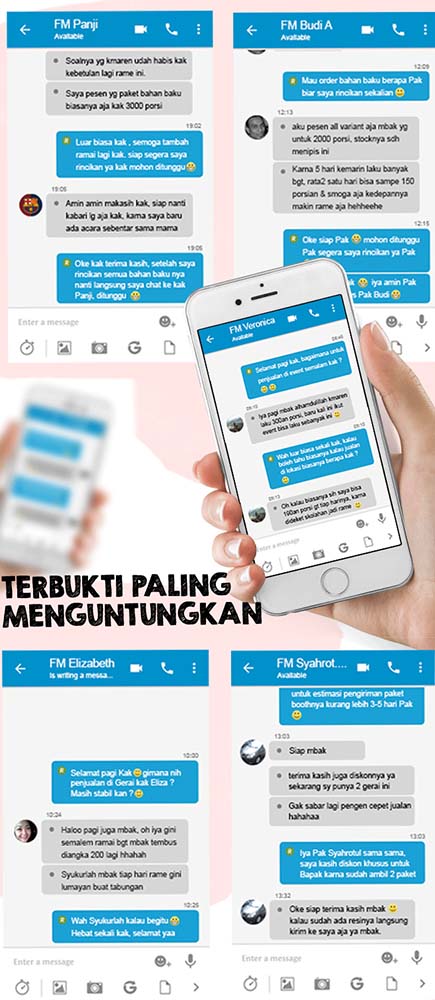 FM Panji
Available
Soalnya yg kmaren udah habis kak
kebetulan lagi rame ini.
Saya pesen yg paket bahan baku
biasanya aja kak 3000 porsi
19:02
Luar biasa kak , semoga tambah
ramai lagi kak. siap segera saya
rincikan ya kak mohon ditunggu
19:05
Amin amin makasih kak, siap nanti
kabari lg aja kak, kama saya baru
ada acara sebentar sama mama
19:05
Oke kak terima kasih, setelah saya
rincikan semua bahan baku nya
nanti langsung saya chat ke kak
Panji, ditunggu
Enter a message
FM Budi A
Available
12:09
Mau order bahan baku berapa Pak
biar saya rincikan sekalian
12:13
aku pesen all variant aja mbak yg
untuk 2000 porsi, stocknya sdh
menipis ini
Karna 5 hari kemarin laku banyak
bgt, rata2 satu hari bisa sampe 150
porsian & smoga aja kedepannya
makin rame aja hehheehe
12:15
Oke siap Pak mohon ditunggu
Pak segera saya rincikan ya Pak
kak iya amin Pak
s Pak Budi
FM Veronica
Available
Selamat pagi kak, bagaimana untuk
penjualan di event semalam kak ?
09:10
Iya pagi mbak alhamdulillah kmaren
laku 300an porsi, baru kali ini ikut
event bisa laku sebanyak ini
09:10
Wah luar biasa sekali kak, kalau
boleh tahu biasanya kalau jualan
di lokasi biasanya berapa kak ?
09:13
Oh kalau biasanya sih saya bisa
190an porsi gt tiap harinya, karna
dideket skolahan jadi rame
Enter a message
TERBUKTI PALING
MENGUNTUNGKAN
FM Elizabeth
Is writing a messa...
10:00
Selamat pagi Kak gimana nih
penjualan di Gerai kak Eliza ?
Masih stabil kan ?
10:24
Haloo pagi juga mbak, oh iya gini
semalem ramai bgt mbak tembus
diangka 200 lagi hhahah
Syukurlah mbak tiap hari rame gini
lumayan buat tabungan
10:25
Wah Syukurlah kalau begitu
Hebat sekali kak, selamat yaa
Enter a message
FM Syahrot....
Available
untuk estimasi pengiriman paket
boothnya kurang lebih 3-5 hari Pak
13:03
Siap mbak
terima kasih juga diskonnya ya
sekarang sy punya 2 gerai ini
Gak sabar lagi pengen cepet jualan
hahahaa
13:03
Iya Pak Syahrotul sama sama,
saya kasih diskon khusus untuk
Bapak karna sudah ambil 2 paket
13:32
Oke siap terima kasih mbak
kalau sudah ada resinya langsung
kirim ke saya aja ya mbak.
Enter a message